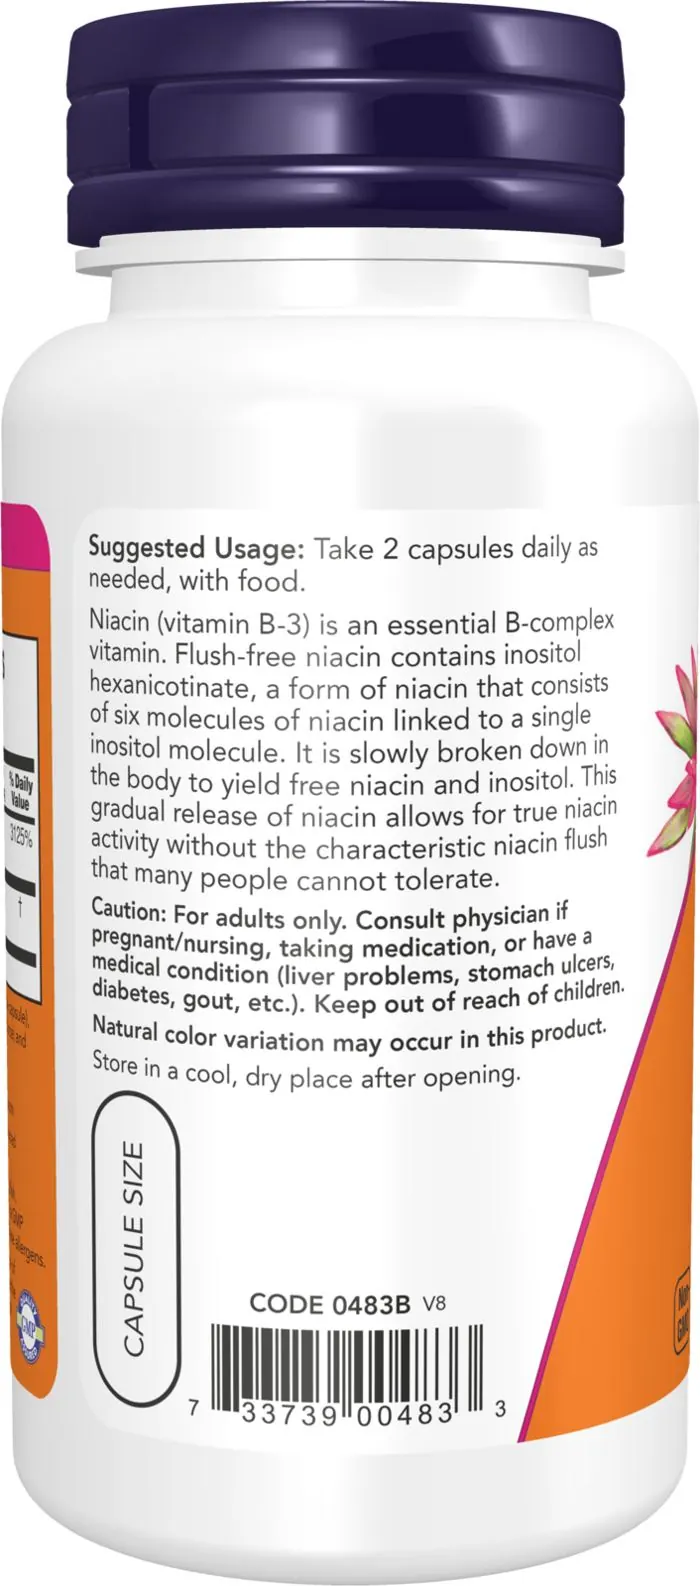 Suggested Usage: Take 2 capsules daily as
needed, with food.
Niacin (vitamin B-3) is an essential B-complex
vitamin. Flush-free niacin contains inositol
hexanicotinate, a form of niacin that consists
of six molecules of niacin linked to a single
inositol molecule. It is slowly broken down in
the body to yield free niacin and inositol. This
gradual release of niacin allows for true niacin
activity without the characteristic niacin flush
that many people cannot tolerate.
Caution: For adults only. Consult physician if
pregnant/nursing, taking medication, or have a
medical condition (liver problems, stomach ulcers,
diabetes, gout, etc.). Keep out of reach of children.
Natural color variation may occur in this product.
Store in a cool, dry place after opening.
CAPSULE SIZE
CODE 0483B V8
7 33739 00483 3
% Daily
Value
3125%
†
and
GMP
allergens.
GMP
Non-
GMO